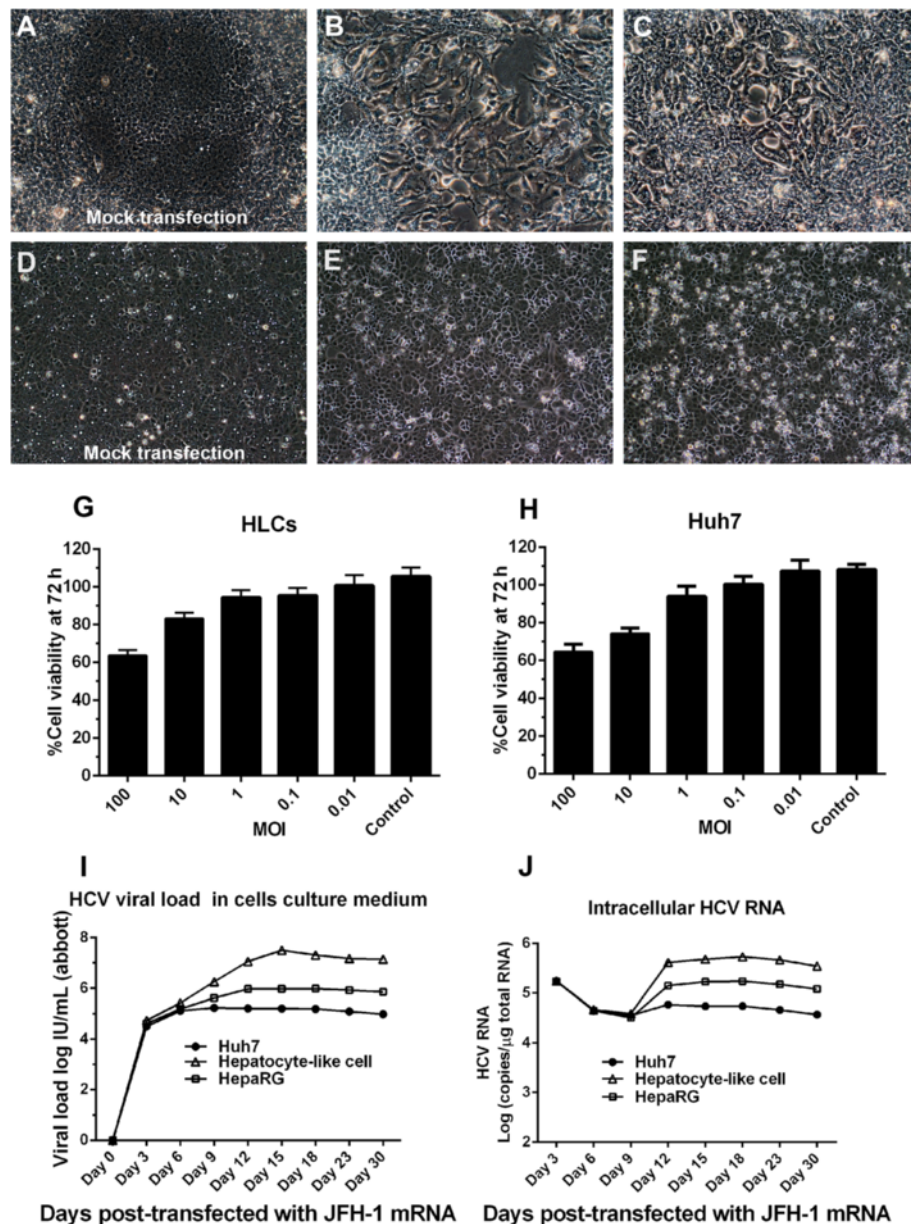 A
B
C
Mock transfection
D
E
F
Mock transfection
G
HLCs
%Cell viability at 72 h
120
100
80
60
40
20
0
100
10
1
0.1
0.01
Control
MOI
H
Huh7
%Cell viability at 72 h
120
100
80
60
40
20
0
100
10
1
0.1
0.01
Control
MOI
I
HCV viral load in cells culture medium
Viral load log IU/mL (abbott)
8
6
4
2
0
Huh7
Hepatocyte-like cell
HepaRG
Day 0
Day 3
Day 6
Day 9
Day 12
Day 15
Day 18
Day 23
Day 30
Days post-transfected with JFH-1 mRNA
J
Intracellular HCV RNA
HCV RNA
Log (copies/µg total RNA)
6
5
4
3
2
Huh7
Hepatocyte-like cell
HepaRG
Day 3
Day 6
Day 9
Day 12
Day 15
Day 18
Day 23
Day 30
Days post-transfected with JFH-1 mRNA